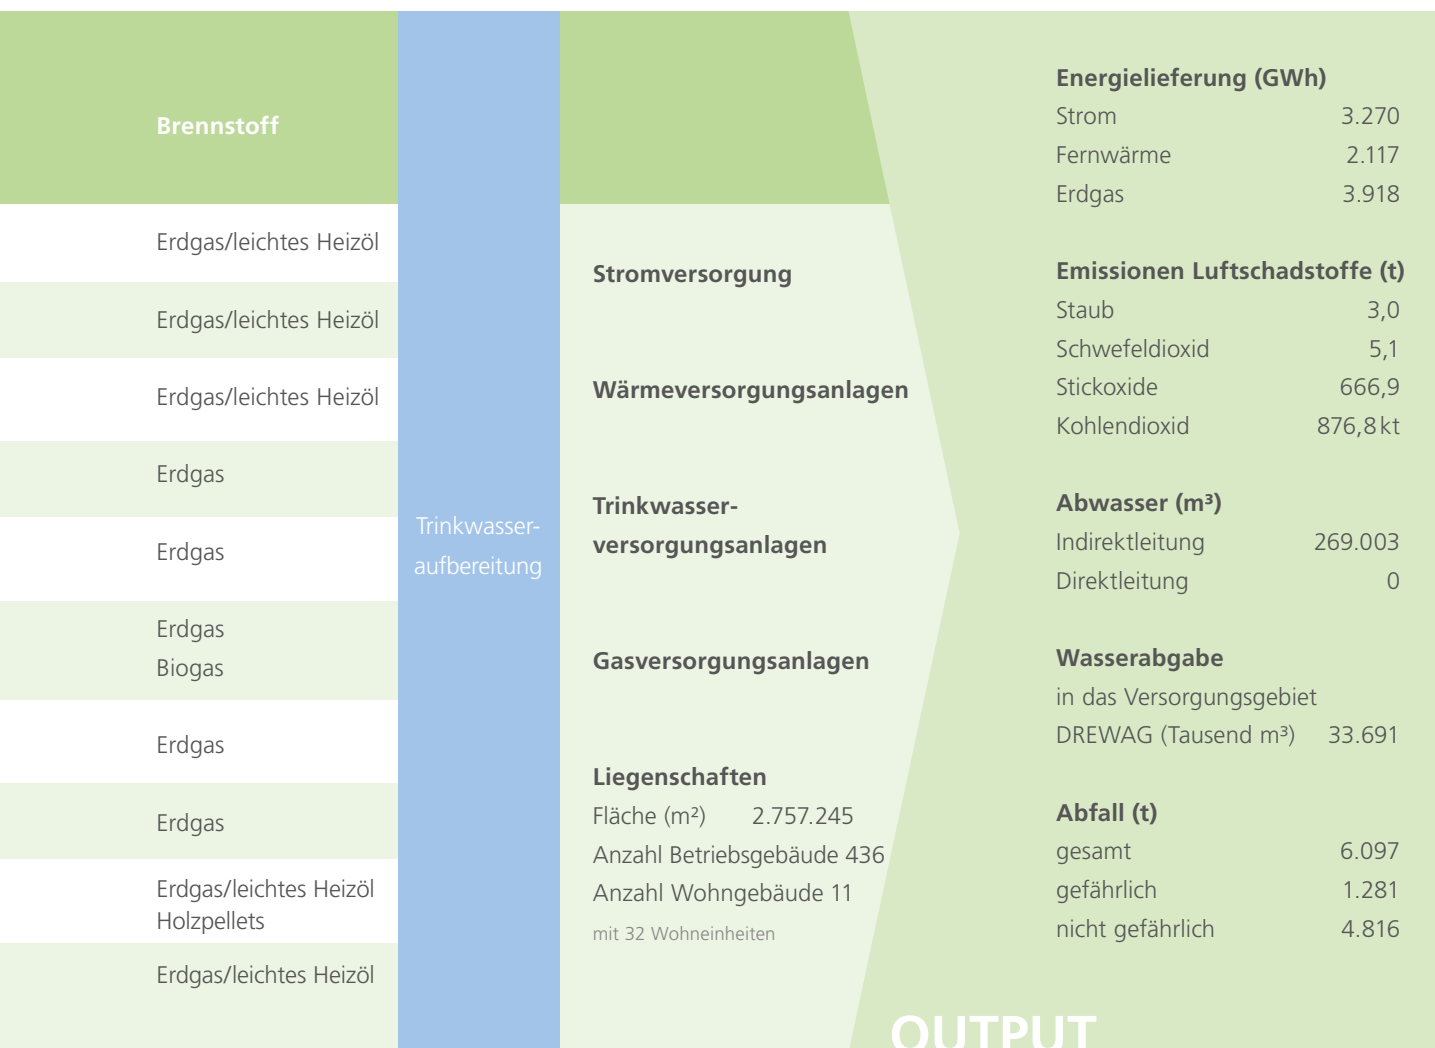 Brennstoff
Erdgas/leichtes Heizöl
Erdgas/leichtes Heizöl
Erdgas/leichtes Heizöl
Erdgas
Erdgas
Erdgas
Biogas
Erdgas
Erdgas
Erdgas/leichtes Heizöl
Holzpellets
Erdgas/leichtes Heizöl
Trinkwasser-
aufbereitung
Stromversorgung
Wärmeversorgungsanlagen
Trinkwasser-
versorgungsanlagen
Gasversorgungsanlagen
Liegenschaften
Fläche (m²) 2.757.245
Anzahl Betriebsgebäude 436
Anzahl Wohngebäude 11
mit 32 Wohneinheiten
Energielieferung (GWh)
Strom 3.270
Fernwärme 2.117
Erdgas 3.918
Emissionen Luftschadstoffe (t)
Staub 3,0
Schwefeldioxid 5,1
Stickoxide 666,9
Kohlendioxid 876,8 kt
Abwasser (m³)
Indirektleitung 269.003
Direktleitung 0
Wasserabgabe
in das Versorgungsgebiet
DREWAG (Tausend m³) 33.691
Abfall (t)
gesamt 6.097
gefährlich 1.281
nicht gefährlich 4.816
OUTPUT